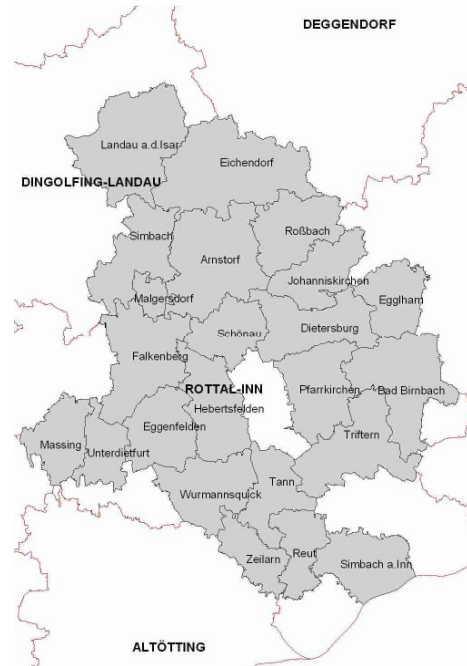 DEGGENDORF
Landau a.d.Isar
Eichendorf
DINGOLFING-LANDAU
Simbach
Roßbach
Arnstorf
Johanniskirchen
Malgersdorf
Egglham
Schönau
Dietersburg
Falkenberg
ROTTAL-INN
Pfarrkirchen
Bad Birnbach
Hebertsfelden
Eggenfelden
Triftern
Massing
Unterdietfurt
Tann
Wurmannsquick
Zeilarn
Reut
Simbach a.Inn
ALTÖTTING